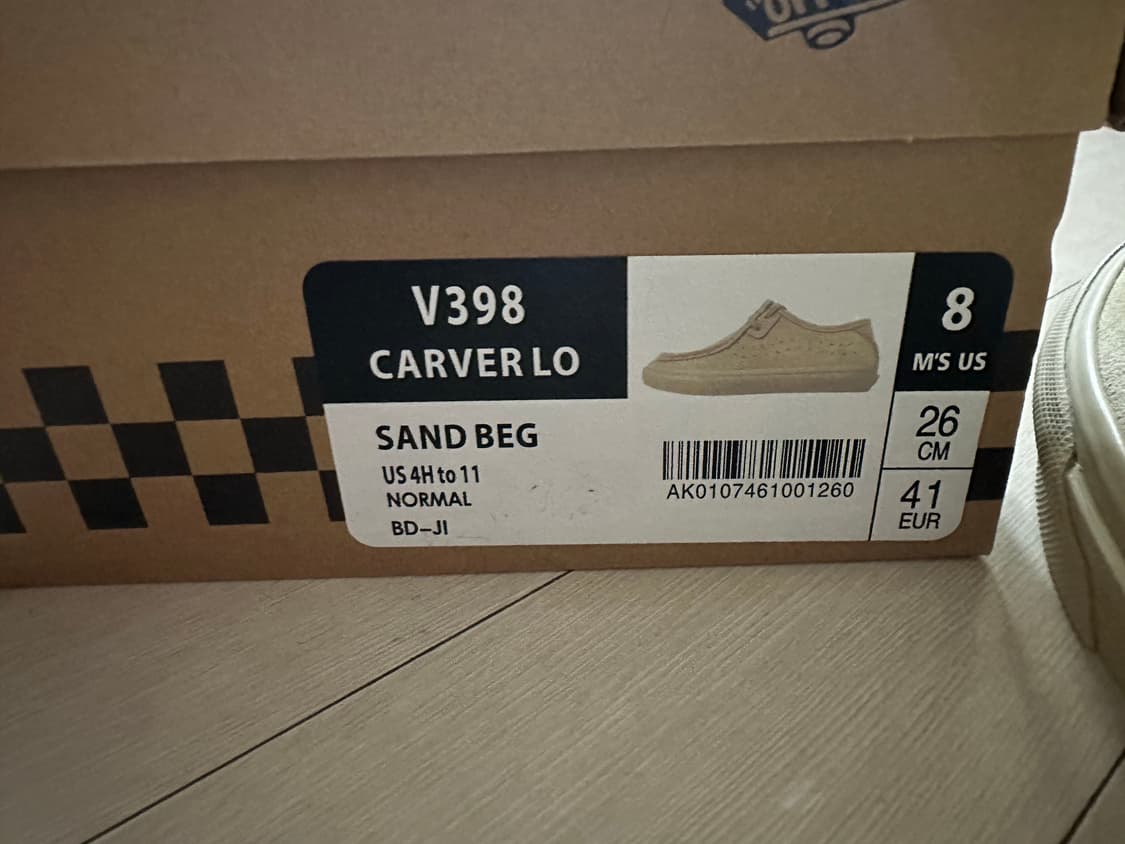 V398
CARVER LO
8
M'S US
SAND BEG
US 4H to 11
NORMAL
BD-JI
AK0107461001260
26
CM
41
EUR